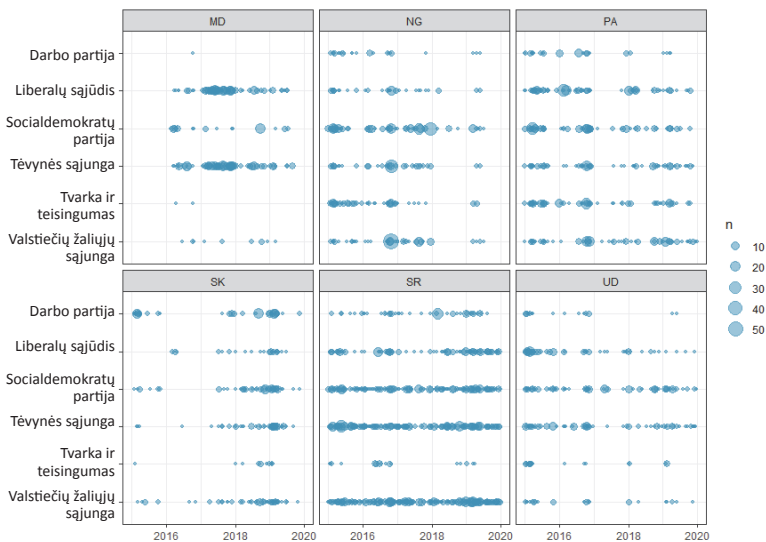 MD
NG
PA
Darbo partija
Liberalų sąjūdis
Socialdemokratų
partija
Tėvynės sąjunga
Tvarka ir
teisingumas
Valstiečių žaliųjų
sąjunga
n
10
20
30
40
50
SK
SR
UD
Darbo partija
Liberalų sąjūdis
Socialdemokratų
partija
Tėvynės sąjunga
Tvarka ir
teisingumas
Valstiečių žaliųjų
sąjunga
2016 2018 2020 2016 2018 2020 2016 2018 2020